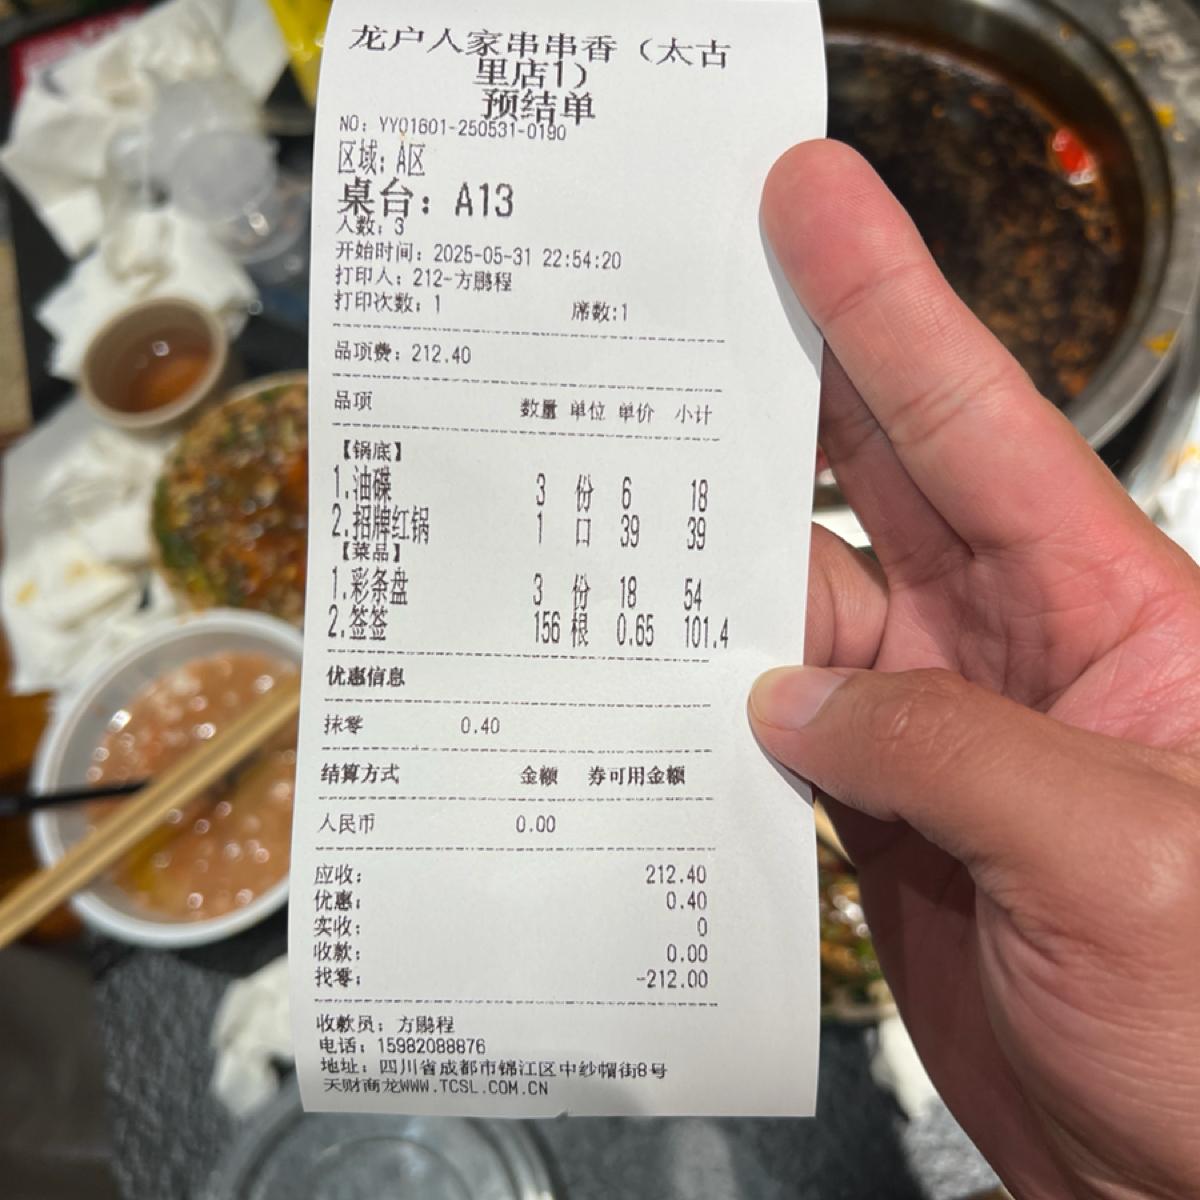 龙户人家串串香（太古
里店1）
预结单
NO: YY01601-250531-0190
区域: A区
桌台: A13
人数: 3
开始时间: 2025-05-31 22:54:20
打印人: 212-方鹏程
打印次数: 1 席数:1
品项费: 212.40
品项 数量 单位 单价 小计
【锅底】
1.油碟 3 份 6 18
2.招牌红锅 1 口 39 39
【菜品】
1.彩条盘 3 份 18 54
2.签签 156 根 0.65 101.4
优惠信息
抹零 0.40
结算方式 金额 券可用金额
人民币 0.00
应收: 212.40
优惠: 0.40
实收: 0
收款: 0.00
找零: -212.00
收款员: 方鹏程
电话: 15982088876
地址: 四川省成都市锦江区中纱帽街8号
天财商龙WWW.TCSL.COM.CN